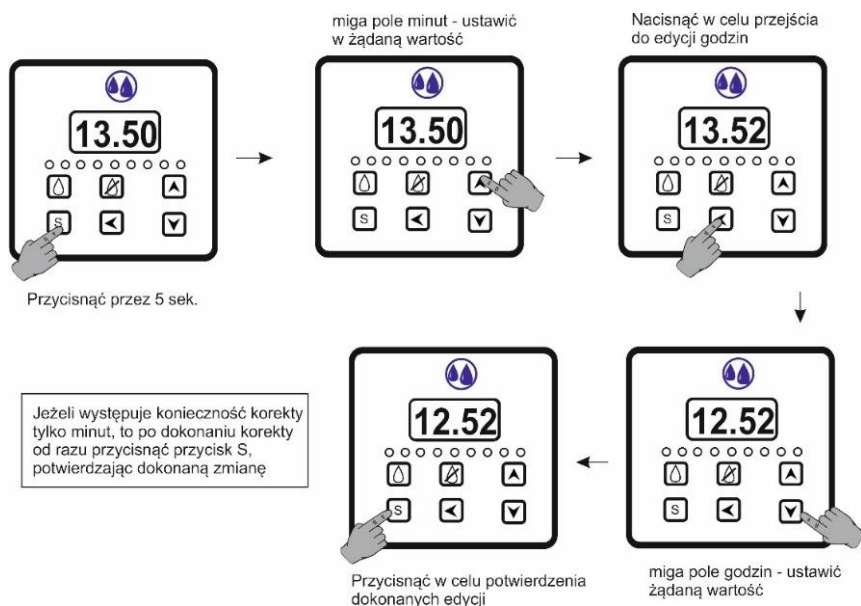 miga pole minut - ustawić
w żądaną wartość
Nacisnąć w celu przejścia
do edycji godzin
13.50
S
Przycisnąć przez 5 sek.
13.50
S
13.52
S
Jeżeli występuje konieczność korekty
tylko minut, to po dokonaniu korekty
od razu przycisnąć przycisk S,
potwierdzając dokonaną zmianę
12.52
S
Przycisnąć w celu potwierdzenia
dokonanych edycji
12.52
S
miga pole godzin - ustawić
żądaną wartość